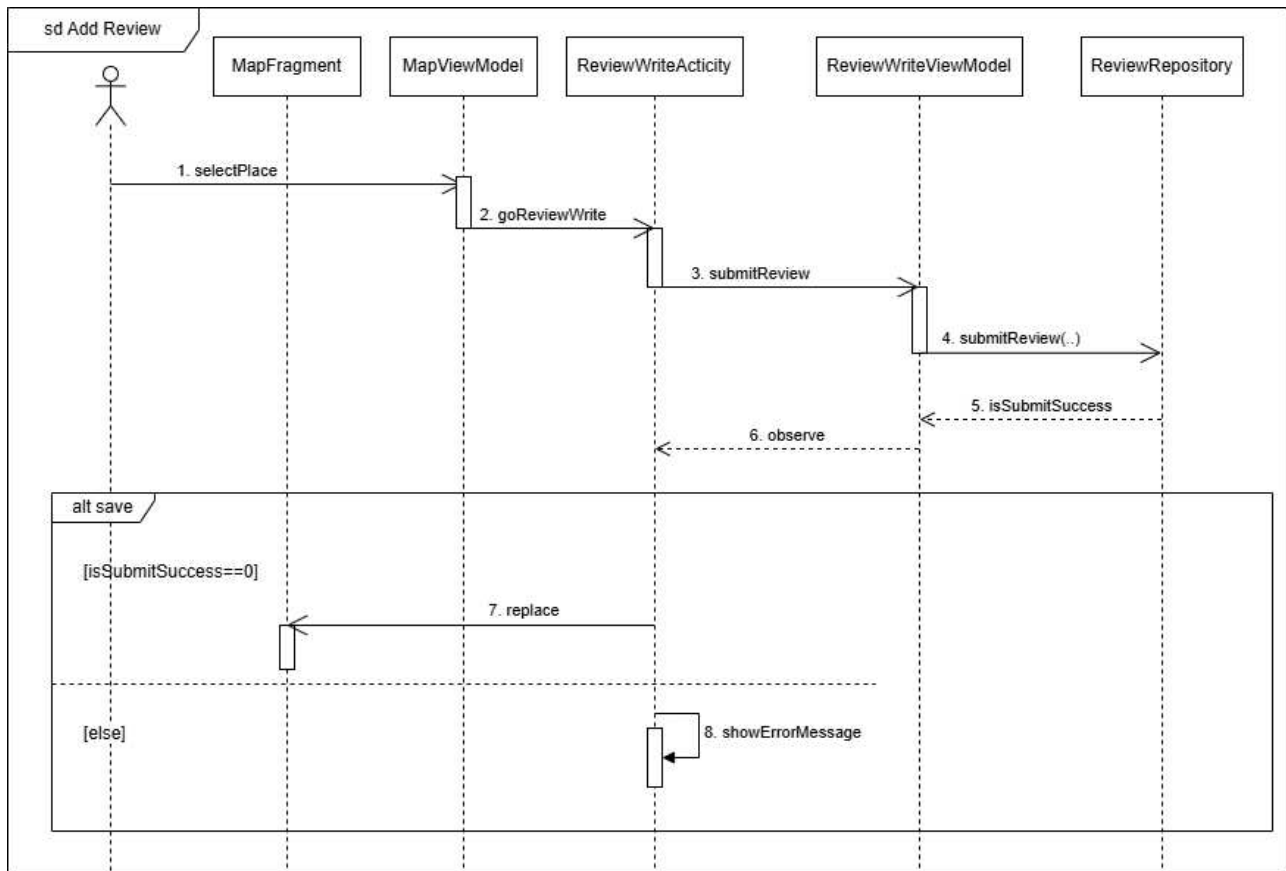 sd Add Review
MapFragment
MapViewModel
ReviewWriteActicity
ReviewWriteViewModel
ReviewRepository
1. selectPlace
2. goReviewWrite
3. submitReview
4. submitReview(..)
5. isSubmitSuccess
6. observe
alt save
[isSubmitSuccess==0]
7. replace
[else]
8. showErrorMessage